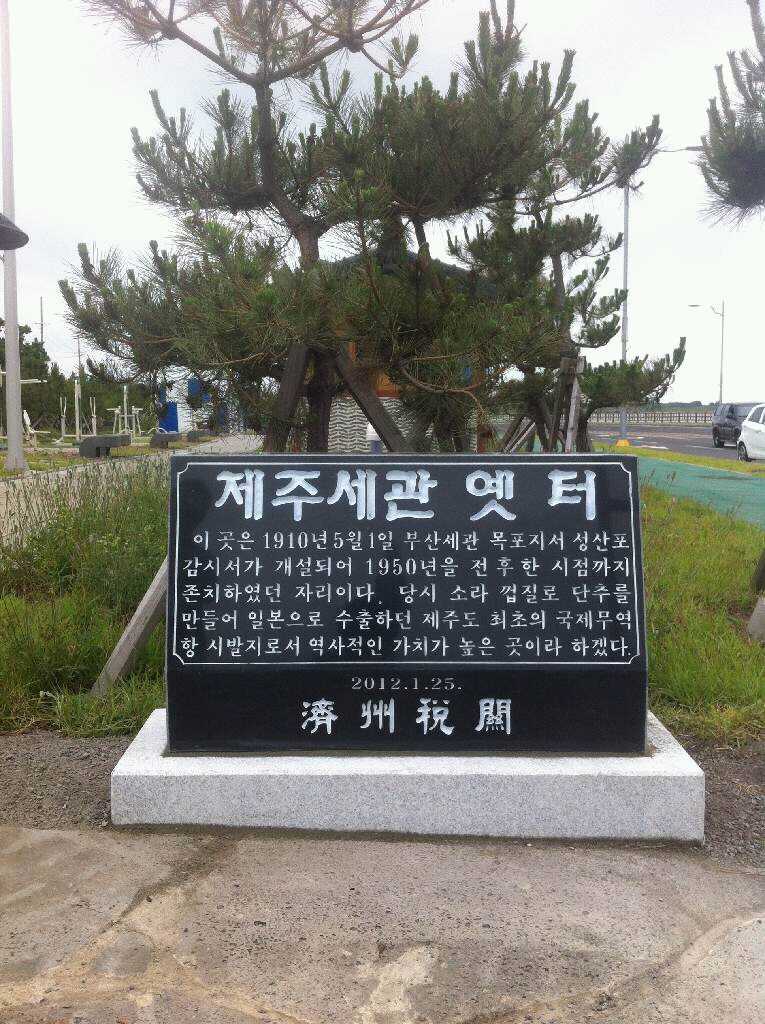 제주세관 옛 터
이 곳은 1910년 5월 1일 부산세관 목포지서 성산포
감시서가 개설되어 1950년을 전후한 시점까지
존치하였던 자리이다. 당시 소라 껍질로 단추를
만들어 일본으로 수출하던 제주도 최초의 국제무역
항 시발지로서 역사적인 가치가 높은 곳이라 하겠다.
2012.1.25.
濟州稅關